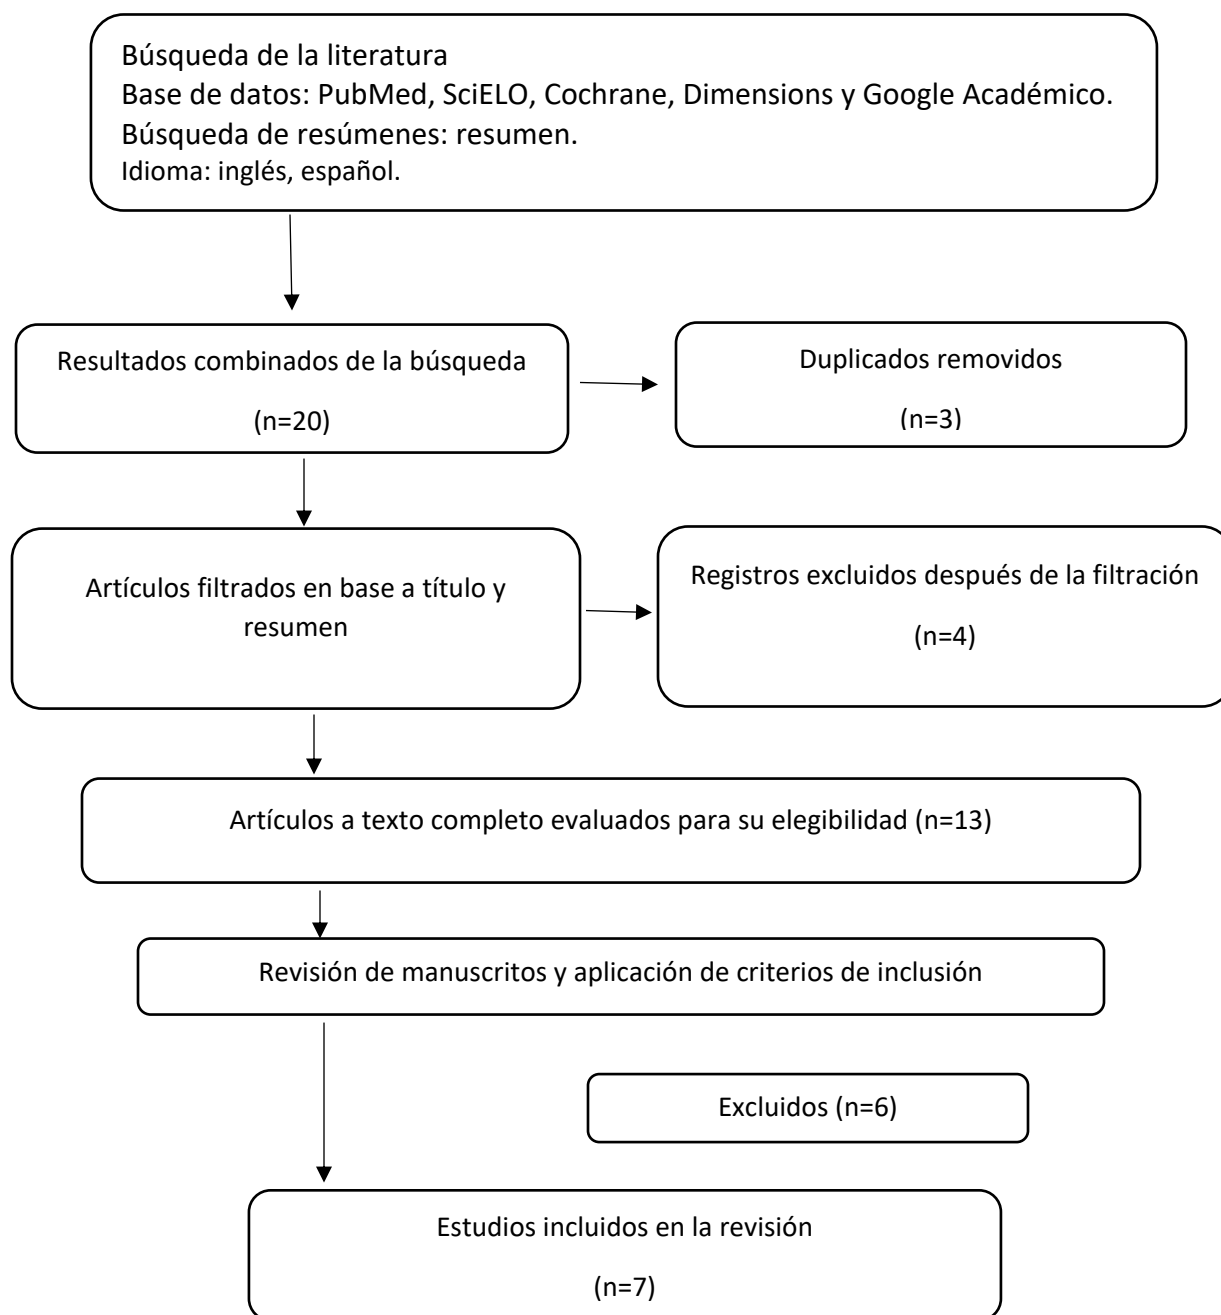 Búsqueda de la literatura
Base de datos: PubMed, SciELO, Cochrane, Dimensions y Google Académico.
Búsqueda de resúmenes: resumen.
Idioma: inglés, español.
Resultados combinados de la búsqueda
(n=20)
Duplicados removidos
(n=3)
Artículos filtrados en base a título y
resumen
Registros excluidos después de la filtración
(n=4)
Artículos a texto completo evaluados para su elegibilidad (n=13)
Revisión de manuscritos y aplicación de criterios de inclusión
Excluidos (n=6)
Estudios incluidos en la revisión
(n=7)